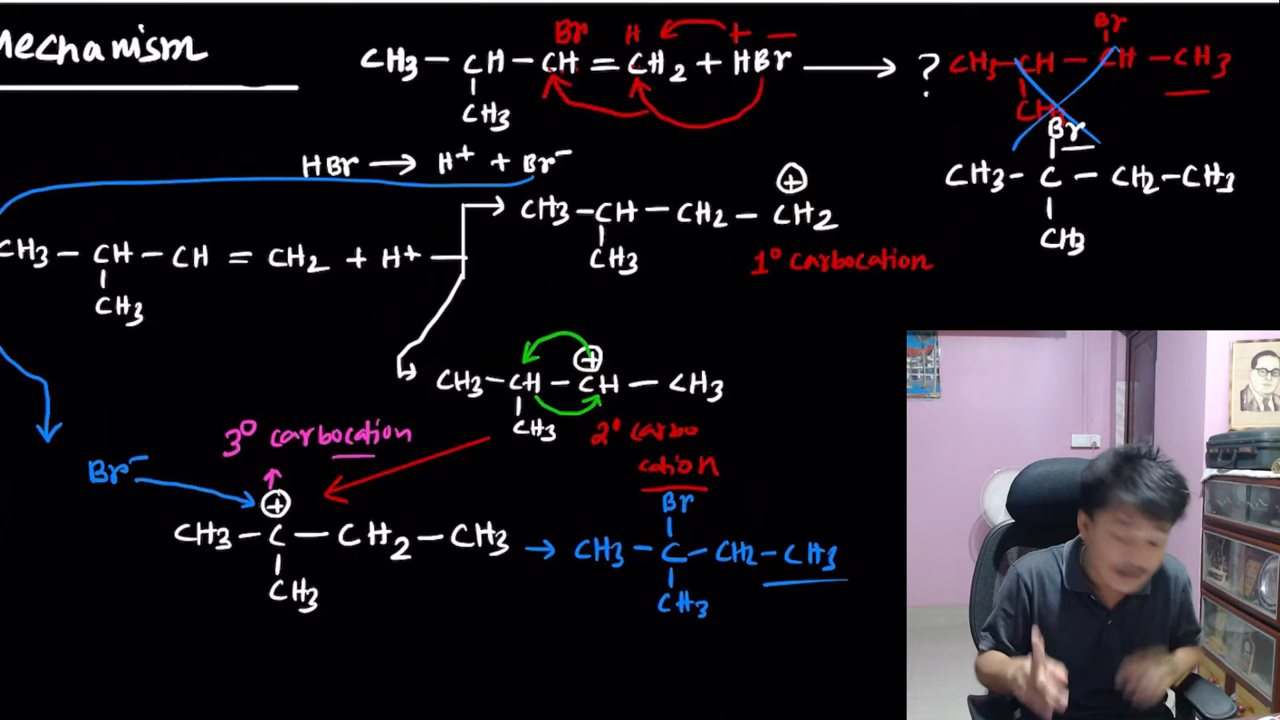 Mechanism
Br H + −
CH3 − CH − CH = CH2 + HBr ⟶ ?
CH3
Br
CH3 − CH − CH − CH3
CH3
HBr → H+ + Br−
Br
CH3 − C − CH2 − CH3
CH3
⊕
CH3 − CH − CH2 − CH2
CH3
1° carbocation
CH3 − CH − CH = CH2 + H+
CH3
⊕
CH3 − CH − CH − CH3
CH3
2° carbo
cation
3° carbocation
Br−
⊕
CH3 − C − CH2 − CH3
CH3
Br
→ CH3 − C − CH2 − CH3
CH3